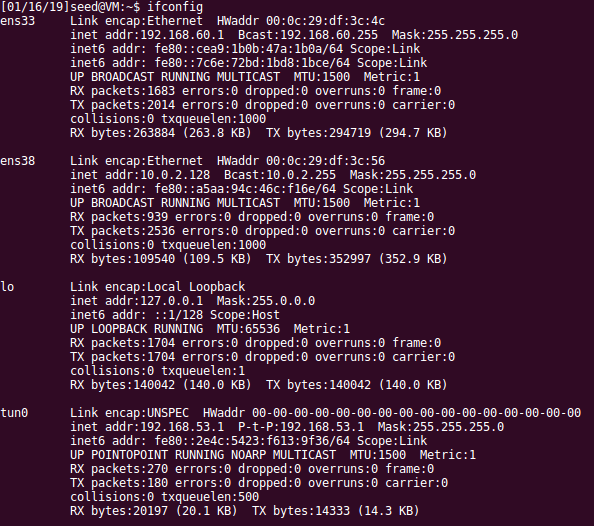 [01/16/19]seed@VM:~$ ifconfig
ens33     Link encap:Ethernet  HWaddr 00:0c:29:df:3c:4c
          inet addr:192.168.60.1  Bcast:192.168.60.255  Mask:255.255.255.0
          inet6 addr: fe80::cea9:1b0b:47a:1b0a/64 Scope:Link
          inet6 addr: fe80::7c6e:72bd:1bd8:1bce/64 Scope:Link
          UP BROADCAST RUNNING MULTICAST  MTU:1500  Metric:1
          RX packets:1683 errors:0 dropped:0 overruns:0 frame:0
          TX packets:2014 errors:0 dropped:0 overruns:0 carrier:0
          collisions:0 txqueuelen:1000
          RX bytes:263884 (263.8 KB)  TX bytes:294719 (294.7 KB)

ens38     Link encap:Ethernet  HWaddr 00:0c:29:df:3c:56
          inet addr:10.0.2.128  Bcast:10.0.2.255  Mask:255.255.255.0
          inet6 addr: fe80::a5aa:94c:46c:f16e/64 Scope:Link
          UP BROADCAST RUNNING MULTICAST  MTU:1500  Metric:1
          RX packets:939 errors:0 dropped:0 overruns:0 frame:0
          TX packets:2536 errors:0 dropped:0 overruns:0 carrier:0
          collisions:0 txqueuelen:1000
          RX bytes:109540 (109.5 KB)  TX bytes:352997 (352.9 KB)

lo        Link encap:Local Loopback
          inet addr:127.0.0.1  Mask:255.0.0.0
          inet6 addr: ::1/128 Scope:Host
          UP LOOPBACK RUNNING  MTU:65536  Metric:1
          RX packets:1704 errors:0 dropped:0 overruns:0 frame:0
          TX packets:1704 errors:0 dropped:0 overruns:0 carrier:0
          collisions:0 txqueuelen:1
          RX bytes:140042 (140.0 KB)  TX bytes:140042 (140.0 KB)

tun0      Link encap:UNSPEC  HWaddr 00-00-00-00-00-00-00-00-00-00-00-00-00-00-00-00
          inet addr:192.168.53.1  P-t-P:192.168.53.1  Mask:255.255.255.0
          inet6 addr: fe80::2e4c:5423:f613:9f36/64 Scope:Link
          UP POINTOPOINT RUNNING NOARP MULTICAST  MTU:1500  Metric:1
          RX packets:270 errors:0 dropped:0 overruns:0 frame:0
          TX packets:180 errors:0 dropped:0 overruns:0 carrier:0
          collisions:0 txqueuelen:500
          RX bytes:20197 (20.1 KB)  TX bytes:14333 (14.3 KB)